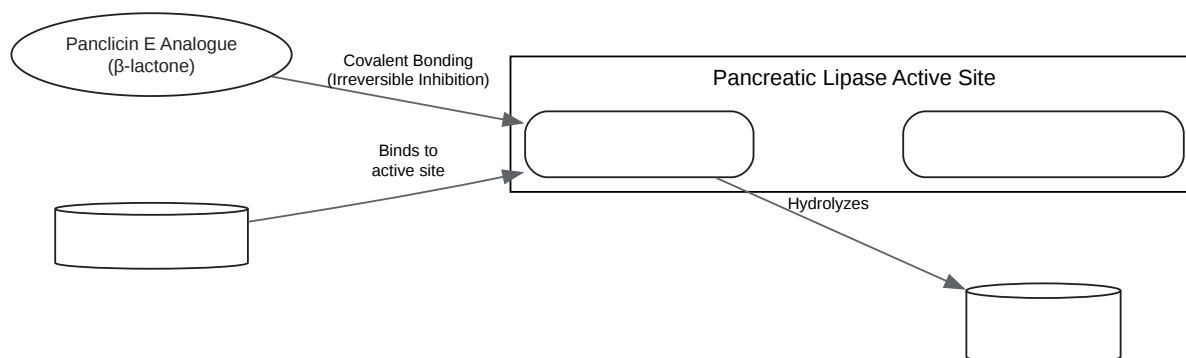 Panclicin E Analogue
(β-lactone)
Covalent Bonding
(Irreversible Inhibition)
Pancreatic Lipase Active Site
Binds to
active site
Hydrolyzes